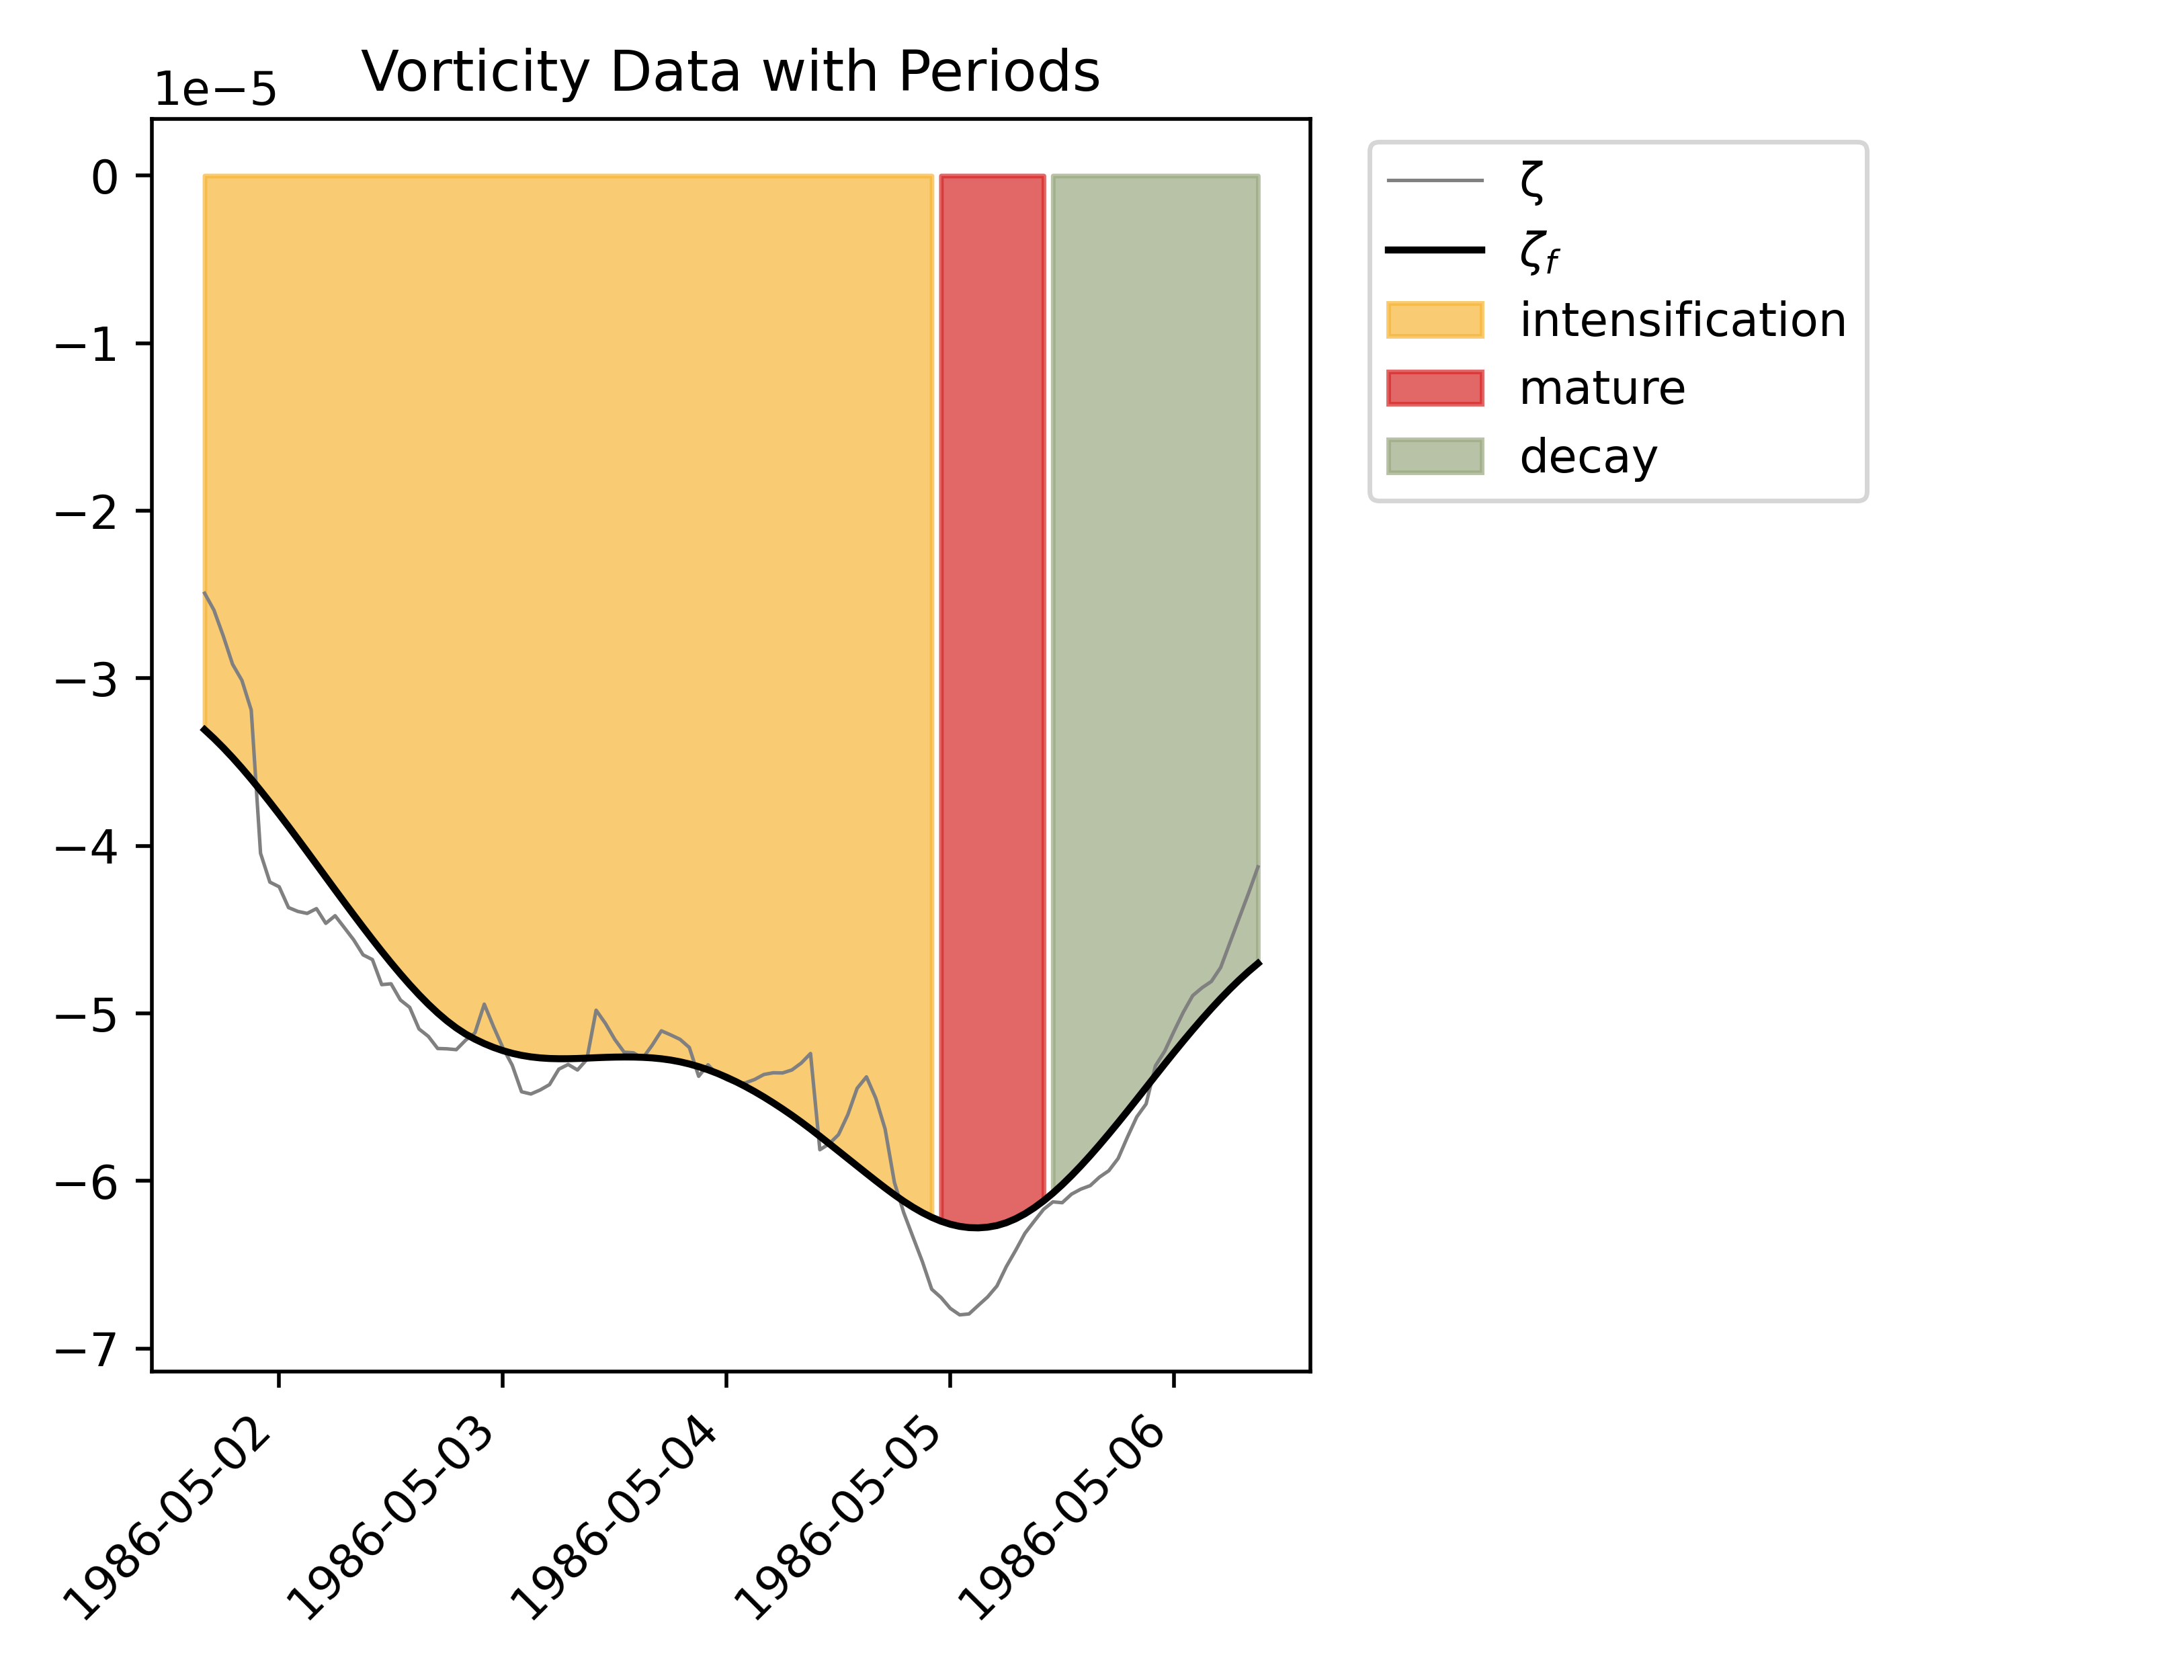 Vorticity Data with Periods
1e−5
0
−1
−2
−3
−4
−5
−6
−7
1986-05-02
1986-05-03
1986-05-04
1986-05-05
1986-05-06
ζ
ζf
intensification
mature
decay